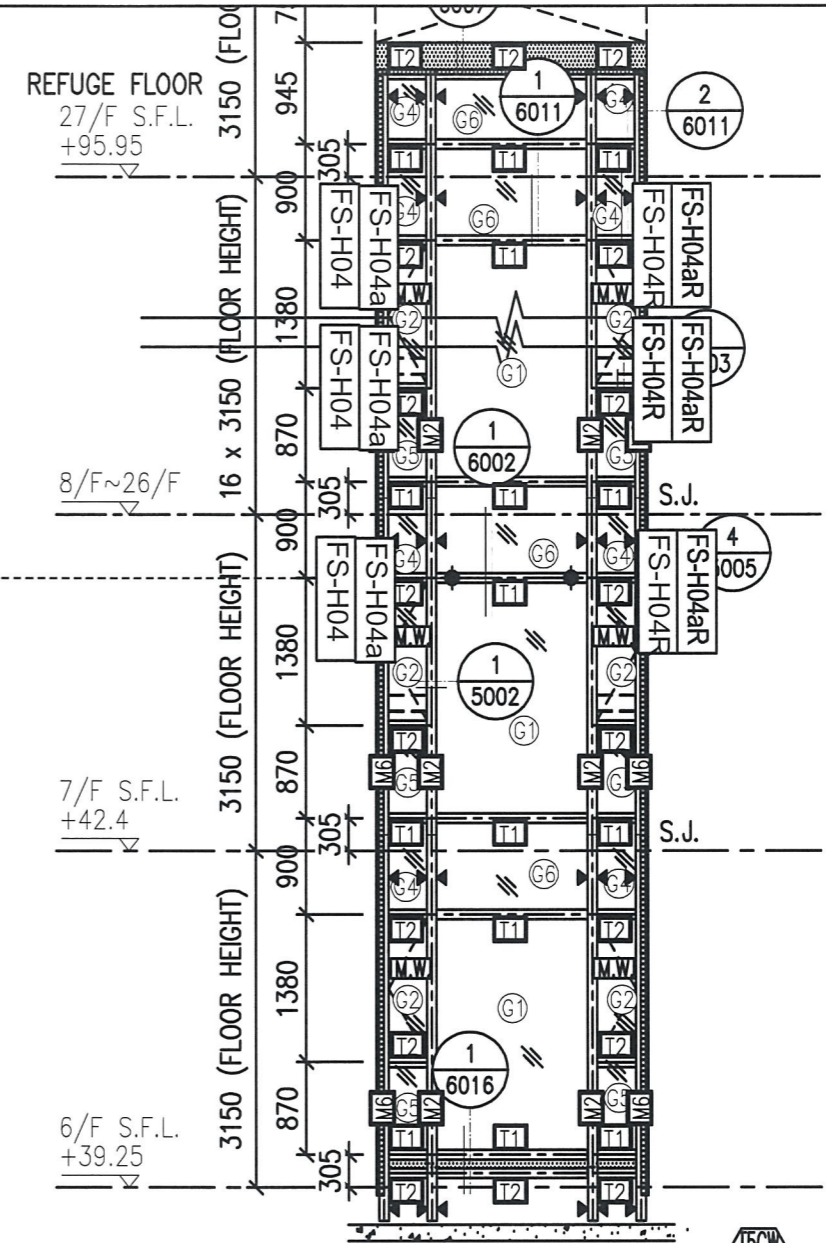 T2 T2 T2
REFUGE FLOOR
27/F S.F.L.
+95.95
945
3150
1
6011
2
6011
G4 G6 G4
T1 T1 T1
305
900
G4 G6 G4
FS-H04 FS-H04a
FS-H04R FS-H04aR
T2 T1 T2
M.W. M.W.
16 x 3150 (FLOOR HEIGHT)
1380
G2 G2
G1
FS-H04 FS-H04a
FS-H04R FS-H04aR
T2 T2
870
M2 M2
1
6002
G5 G5
8/F~26/F
305
T1 T1 T1
S.J.
900
G4 G6 G4
4
FS-H04 FS-H04a
FS-H04R FS-H04aR
T2 T1 T2
M.W. M.W.
3150 (FLOOR HEIGHT)
1380
G2 G2
1
5002
G1
T2 T2
870
M6 M2 M2 M6
G5
7/F S.F.L.
+42.4
305
T1 T1 T1
S.J.
900
G4 G6 G4
T2 T1 T2
M.W. M.W.
3150 (FLOOR HEIGHT)
1380
G2 G1 G2
T2 T2
1
6016
870
M6 M2 M2 M6
G5 G5
6/F S.F.L.
+39.25
T1 T1 T1
305
T2 T2 T2